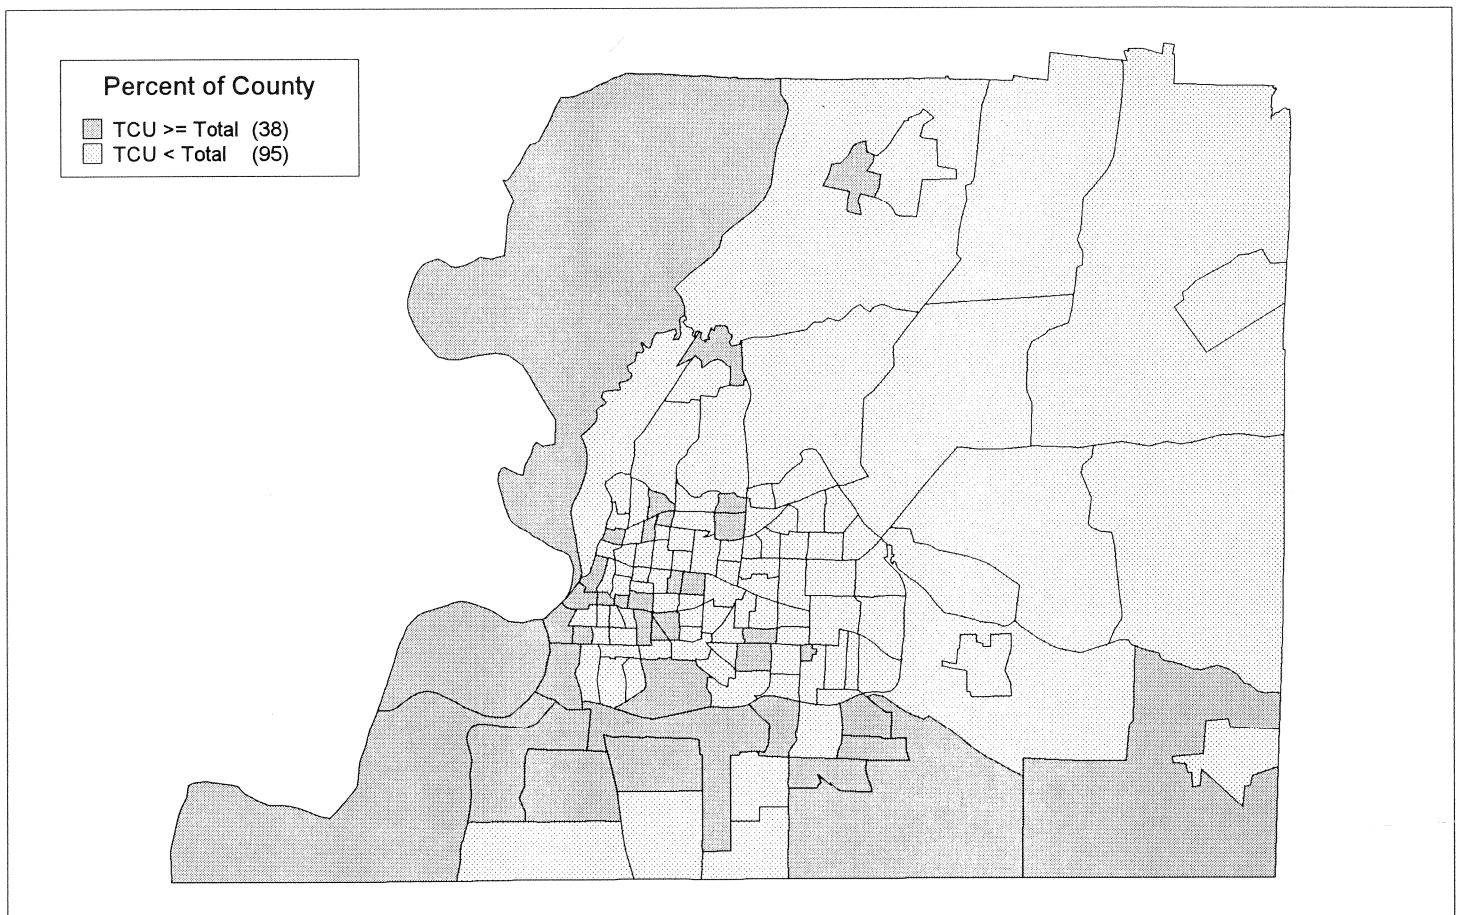 Percent of County
TCU >= Total (38)
TCU < Total (95)